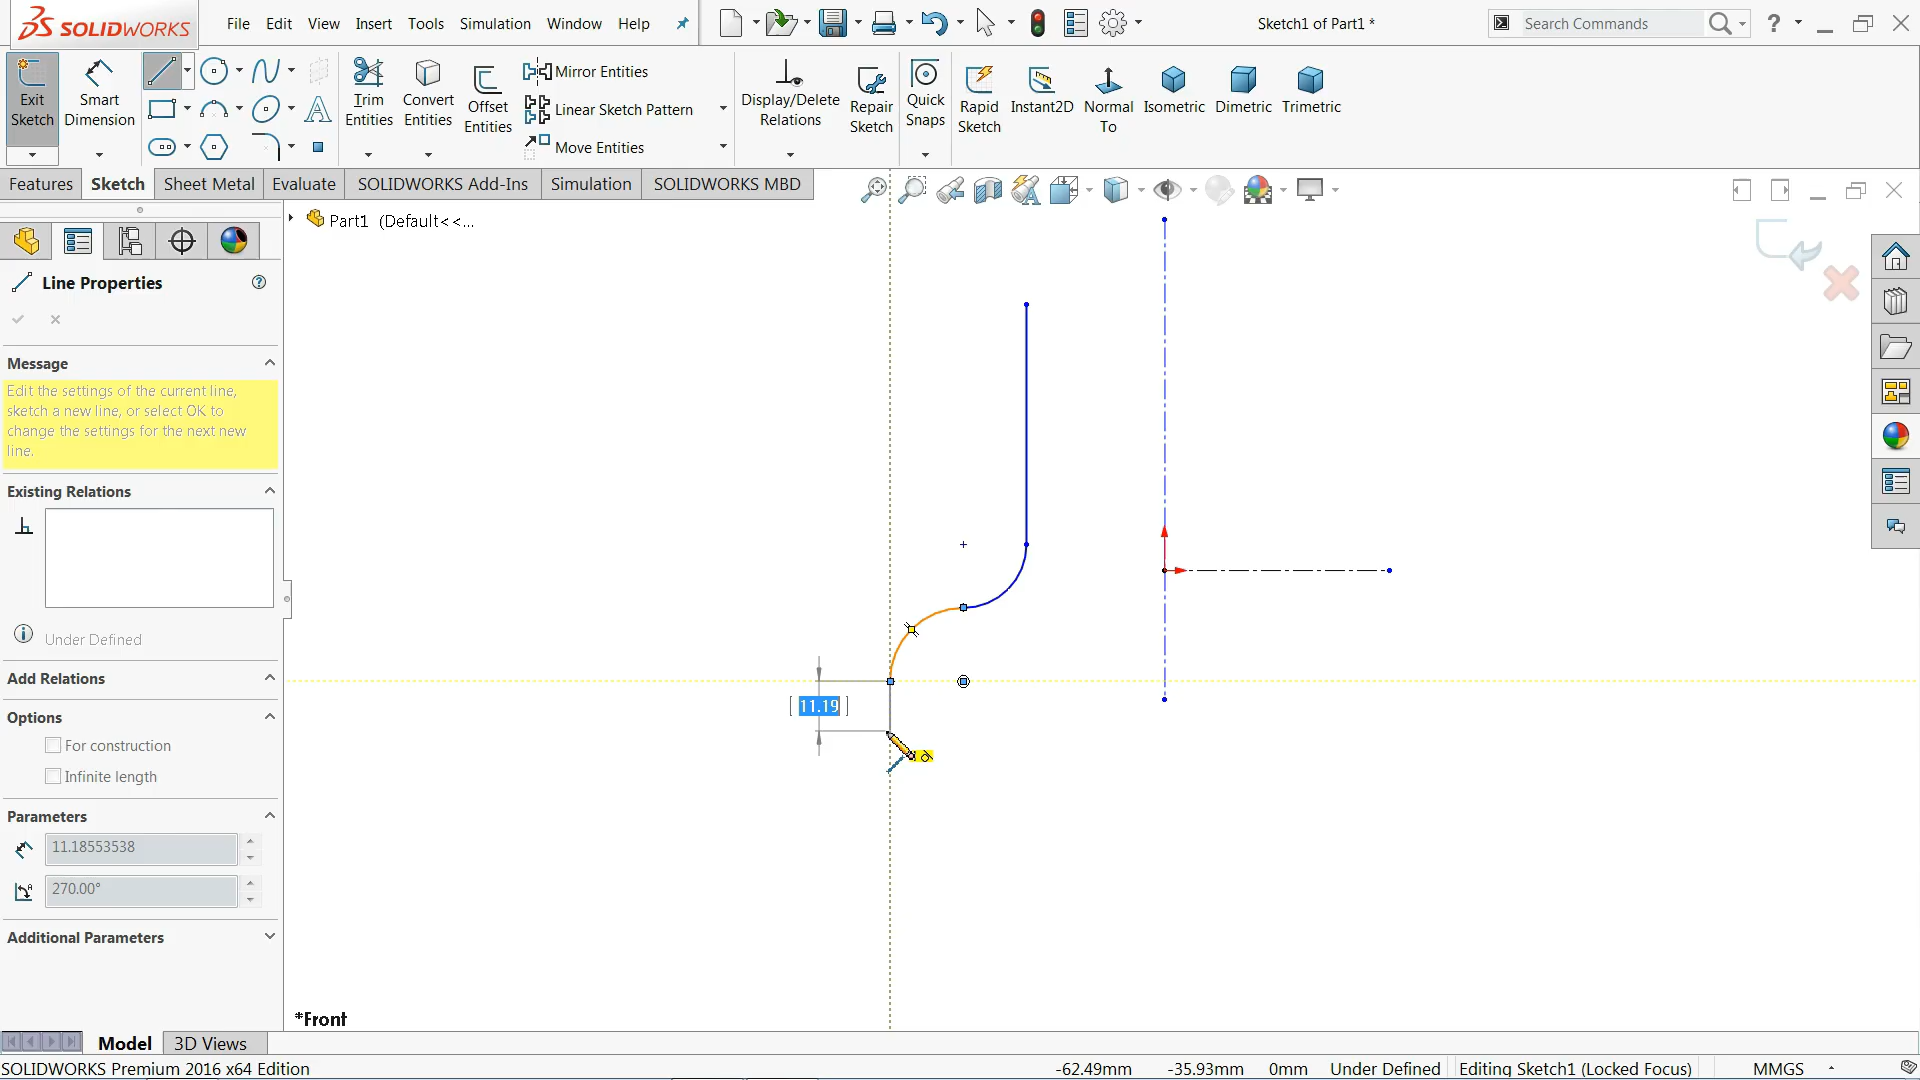 SOLIDWORKS File Edit View Insert Tools Simulation Window Help Sketch1 of Part1 * Search Commands ?
Exit Sketch
Smart Dimension
Trim Entities
Convert Entities
Offset Entities
Mirror Entities
Linear Sketch Pattern
Move Entities
Display/Delete Relations
Repair Sketch
Quick Snaps
Rapid Sketch
Instant2D
Normal To
Isometric
Dimetric
Trimetric
Features Sketch Sheet Metal Evaluate SOLIDWORKS Add-Ins Simulation SOLIDWORKS MBD
Part1 (Default<<...
Line Properties
Message
Edit the settings of the current line,
sketch a new line, or select OK to
change the settings for the next new
line.
Existing Relations
Under Defined
Add Relations
Options
For construction
Infinite length
Parameters
11.18553538
270.00°
Additional Parameters
[ 11.19 ]
*Front
Model 3D Views
SOLIDWORKS Premium 2016 x64 Edition -62.49mm -35.93mm 0mm Under Defined Editing Sketch1 (Locked Focus) MMGS